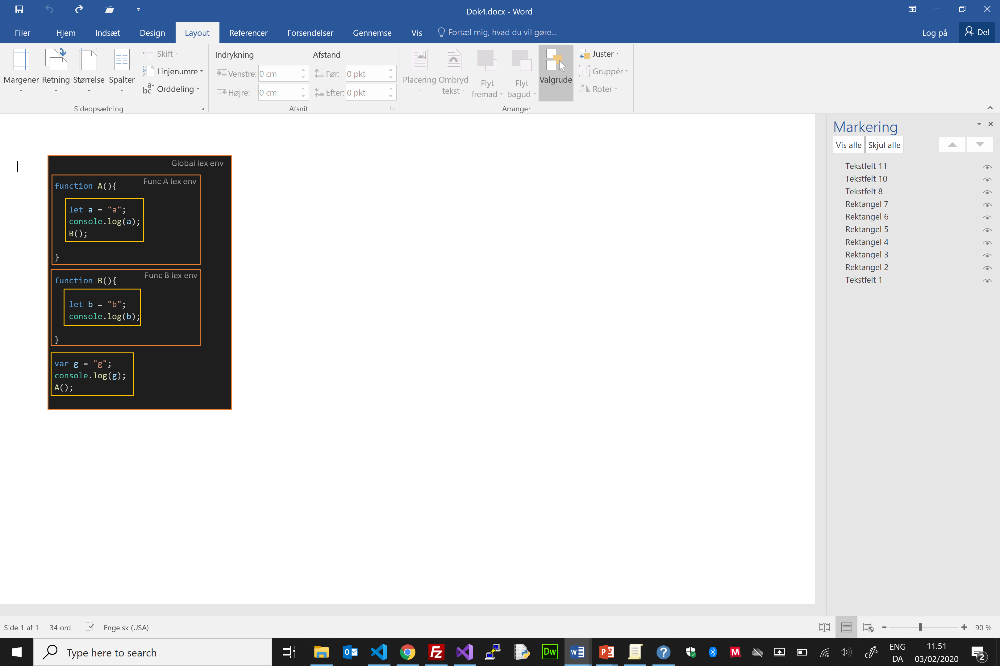 Dok4.docx - Word
Filer Hjem Indsæt Design Layout Referencer Forsendelser Gennemse Vis Fortæl mig, hvad du vil gøre... Log på Del
Margener Retning Størrelse Spalter
Skift
Linjenumre
Orddeling
Sideopsætning
Indrykning Afstand
Venstre: 0 cm Før: 0 pkt
Højre: 0 cm Efter: 0 pkt
Afsnit
Placering Ombryd tekst Flyt fremad Flyt bagud Valgrude
Juster
Gruppér
Roter
Arranger
Global lex env
Func A lex env
function A(){
let a = "a";
console.log(a);
B();
}
Func B lex env
function B(){
let b = "b";
console.log(b);
}
var g = "g";
console.log(g);
A();
Markering
Vis alle Skjul alle
Tekstfelt 11
Tekstfelt 10
Tekstfelt 8
Rektangel 7
Rektangel 6
Rektangel 5
Rektangel 4
Rektangel 3
Rektangel 2
Tekstfelt 1
Side 1 af 1 34 ord Engelsk (USA) 90 %
Type here to search
ENG
DA
11.51
03/02/2020
2